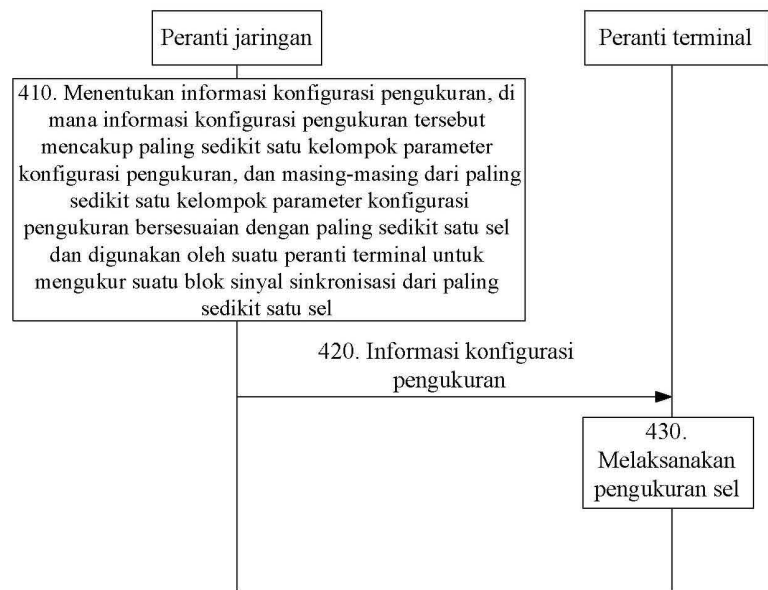 Peranti jaringan
Peranti terminal
410. Menentukan informasi konfigurasi pengukuran, di
mana informasi konfigurasi pengukuran tersebut
mencakup paling sedikit satu kelompok parameter
konfigurasi pengukuran, dan masing-masing dari paling
sedikit satu kelompok parameter konfigurasi
pengukuran bersesuaian dengan paling sedikit satu sel
dan digunakan oleh suatu peranti terminal untuk
mengukur suatu blok sinyal sinkronisasi dari paling
sedikit satu sel
420. Informasi konfigurasi
pengukuran
430.
Melaksanakan
pengukuran sel